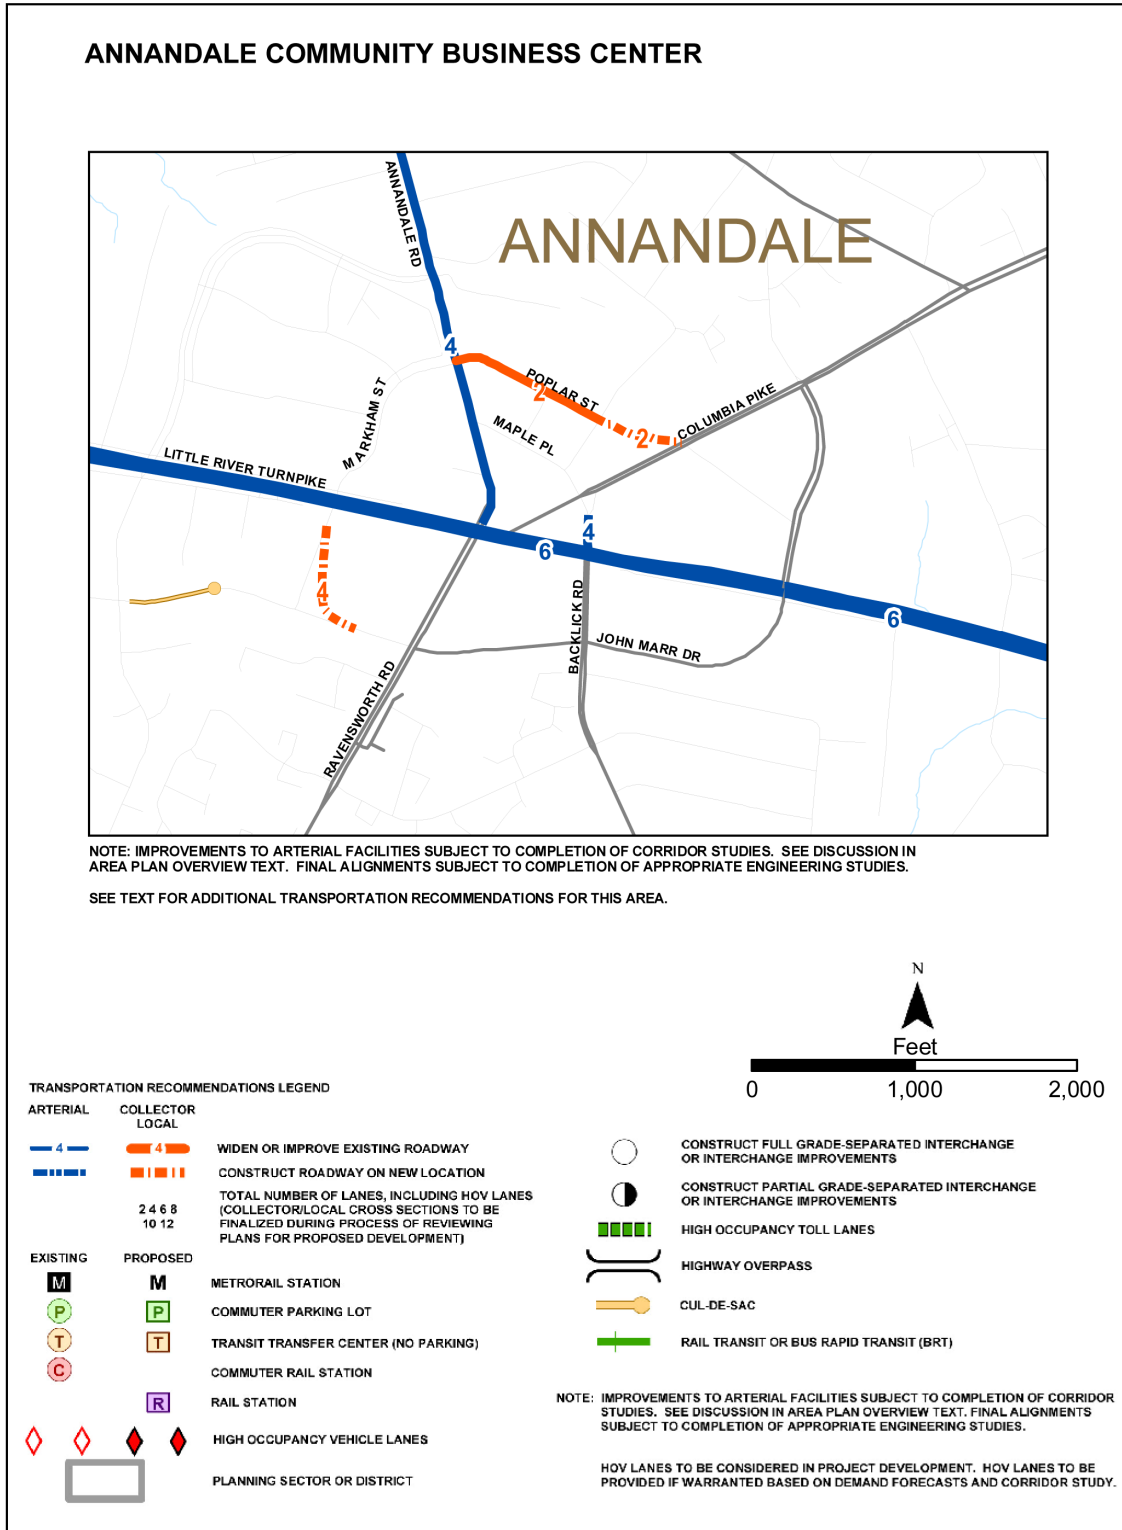 ANNANDALE COMMUNITY BUSINESS CENTER
ANNANDALE RD
ANNANDALE
4
POPLAR ST
2
2
COLUMBIA PIKE
MARKHAM ST
MAPLE PL
LITTLE RIVER TURNPIKE
4
6
4
6
BACKLICK RD
JOHN MARR DR
RAVENSWORTH RD
NOTE: IMPROVEMENTS TO ARTERIAL FACILITIES SUBJECT TO COMPLETION OF CORRIDOR STUDIES. SEE DISCUSSION IN
AREA PLAN OVERVIEW TEXT. FINAL ALIGNMENTS SUBJECT TO COMPLETION OF APPROPRIATE ENGINEERING STUDIES.
SEE TEXT FOR ADDITIONAL TRANSPORTATION RECOMMENDATIONS FOR THIS AREA.
N
Feet
0 1,000 2,000
TRANSPORTATION RECOMMENDATIONS LEGEND
ARTERIAL
COLLECTOR
LOCAL
4 4 WIDEN OR IMPROVE EXISTING ROADWAY
CONSTRUCT ROADWAY ON NEW LOCATION
2 4 6 8
10 12
TOTAL NUMBER OF LANES, INCLUDING HOV LANES
(COLLECTOR/LOCAL CROSS SECTIONS TO BE
FINALIZED DURING PROCESS OF REVIEWING
PLANS FOR PROPOSED DEVELOPMENT)
EXISTING PROPOSED
M M METRORAIL STATION
P P COMMUTER PARKING LOT
T T TRANSIT TRANSFER CENTER (NO PARKING)
C COMMUTER RAIL STATION
R RAIL STATION
HIGH OCCUPANCY VEHICLE LANES
PLANNING SECTOR OR DISTRICT
CONSTRUCT FULL GRADE-SEPARATED INTERCHANGE
OR INTERCHANGE IMPROVEMENTS
CONSTRUCT PARTIAL GRADE-SEPARATED INTERCHANGE
OR INTERCHANGE IMPROVEMENTS
HIGH OCCUPANCY TOLL LANES
HIGHWAY OVERPASS
CUL-DE-SAC
RAIL TRANSIT OR BUS RAPID TRANSIT (BRT)
NOTE: IMPROVEMENTS TO ARTERIAL FACILITIES SUBJECT TO COMPLETION OF CORRIDOR
STUDIES. SEE DISCUSSION IN AREA PLAN OVERVIEW TEXT. FINAL ALIGNMENTS
SUBJECT TO COMPLETION OF APPROPRIATE ENGINEERING STUDIES.
HOV LANES TO BE CONSIDERED IN PROJECT DEVELOPMENT. HOV LANES TO BE
PROVIDED IF WARRANTED BASED ON DEMAND FORECASTS AND CORRIDOR STUDY.